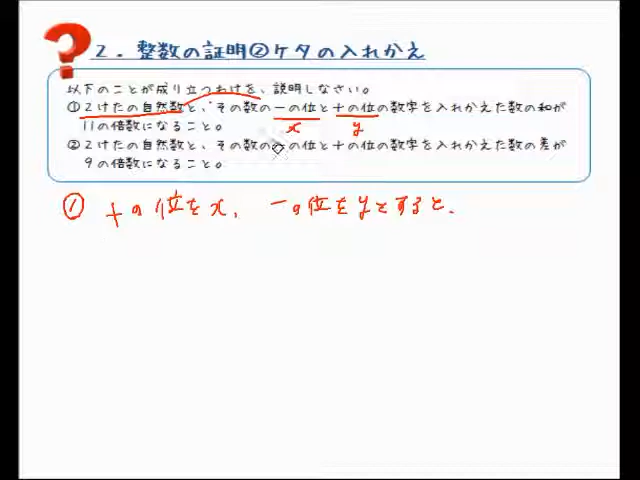 ?
2．整数の証明②ケタの入れかえ
以下のことが成り立つわけを、説明しなさい。
①2けたの自然数と、その数の一の位と十の位の数字を入れかえた数の和が
11の倍数になること。
x y
②2けたの自然数と、その数の一の位と十の位の数字を入れかえた数の差が
9の倍数になること。
① 十の位をx、 一の位をyとすると、